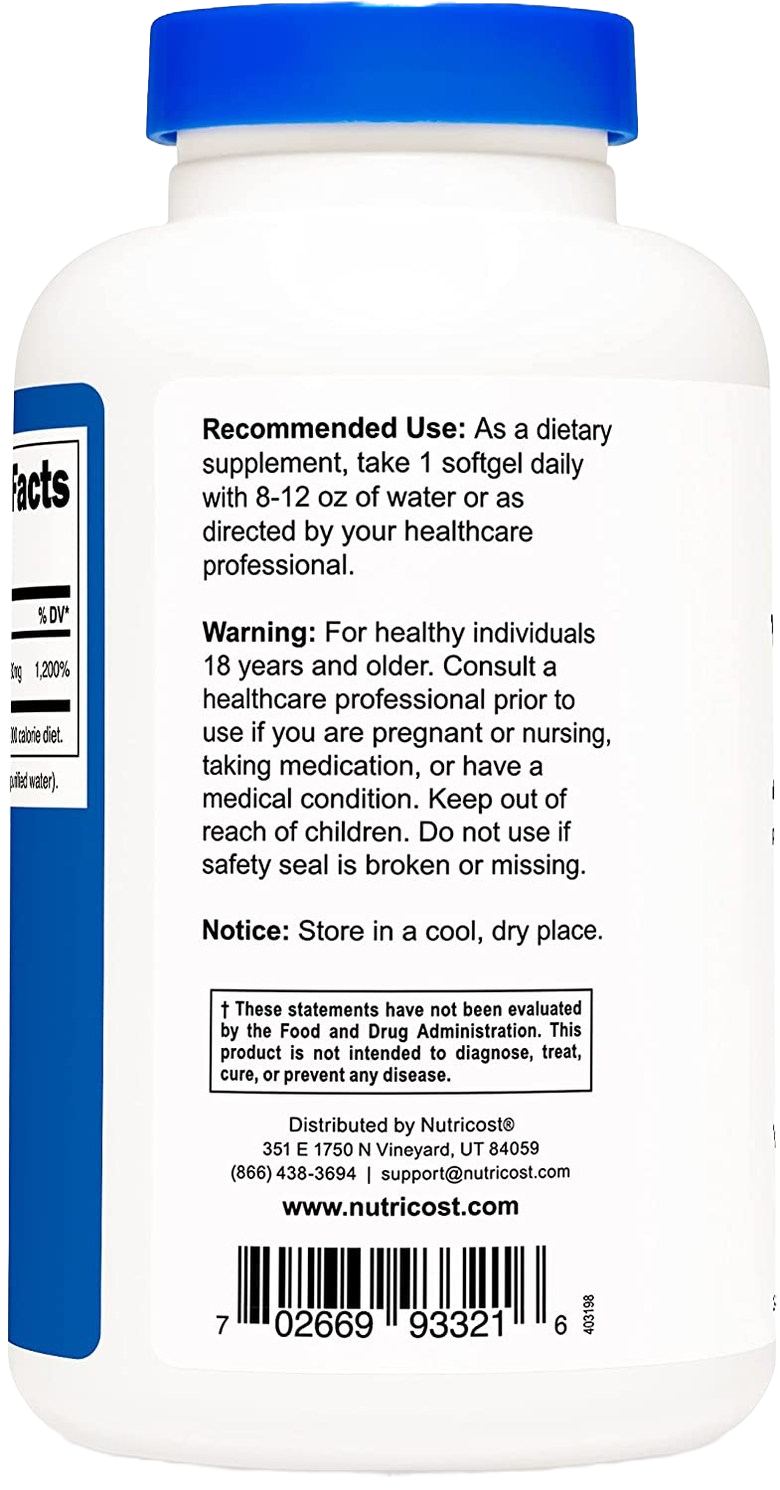 Facts
% DV*
1,200%
calorie diet.
water).
Recommended Use: As a dietary
supplement, take 1 softgel daily
with 8-12 oz of water or as
directed by your healthcare
professional.
Warning: For healthy individuals
18 years and older. Consult a
healthcare professional prior to
use if you are pregnant or nursing,
taking medication, or have a
medical condition. Keep out of
reach of children. Do not use if
safety seal is broken or missing.
Notice: Store in a cool, dry place.
† These statements have not been evaluated
by the Food and Drug Administration. This
product is not intended to diagnose, treat,
cure, or prevent any disease.
Distributed by Nutricost®
351 E 1750 N Vineyard, UT 84059
(866) 438-3694 | support@nutricost.com
www.nutricost.com
7 02669 93321 6
403198